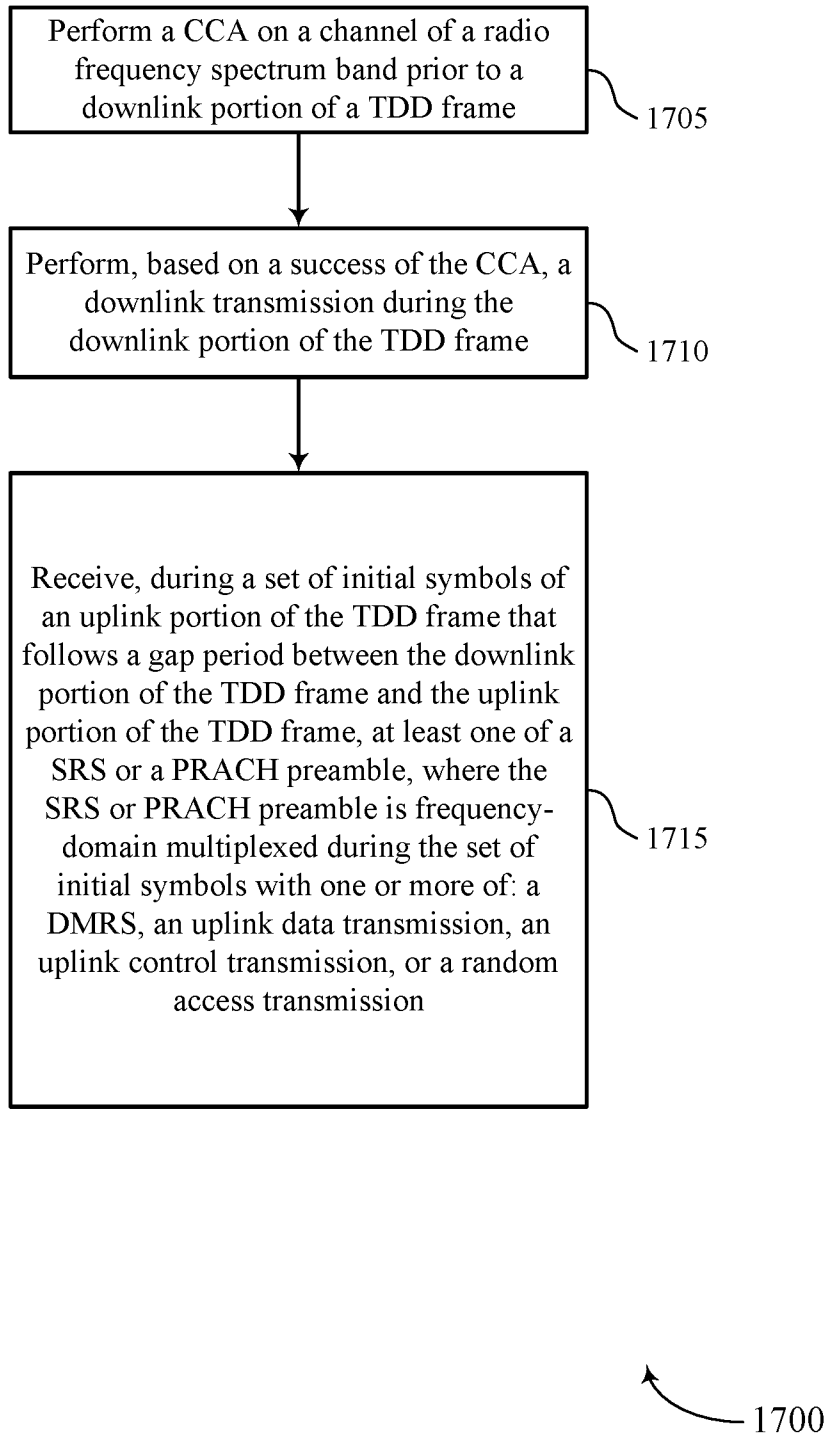 Perform a CCA on a channel of a radio
frequency spectrum band prior to a
downlink portion of a TDD frame
1705
Perform, based on a success of the CCA, a
downlink transmission during the
downlink portion of the TDD frame
1710
Receive, during a set of initial symbols of
an uplink portion of the TDD frame that
follows a gap period between the downlink
portion of the TDD frame and the uplink
portion of the TDD frame, at least one of a
SRS or a PRACH preamble, where the
SRS or PRACH preamble is frequency-
domain multiplexed during the set of
initial symbols with one or more of: a
DMRS, an uplink data transmission, an
uplink control transmission, or a random
access transmission
1715
1700